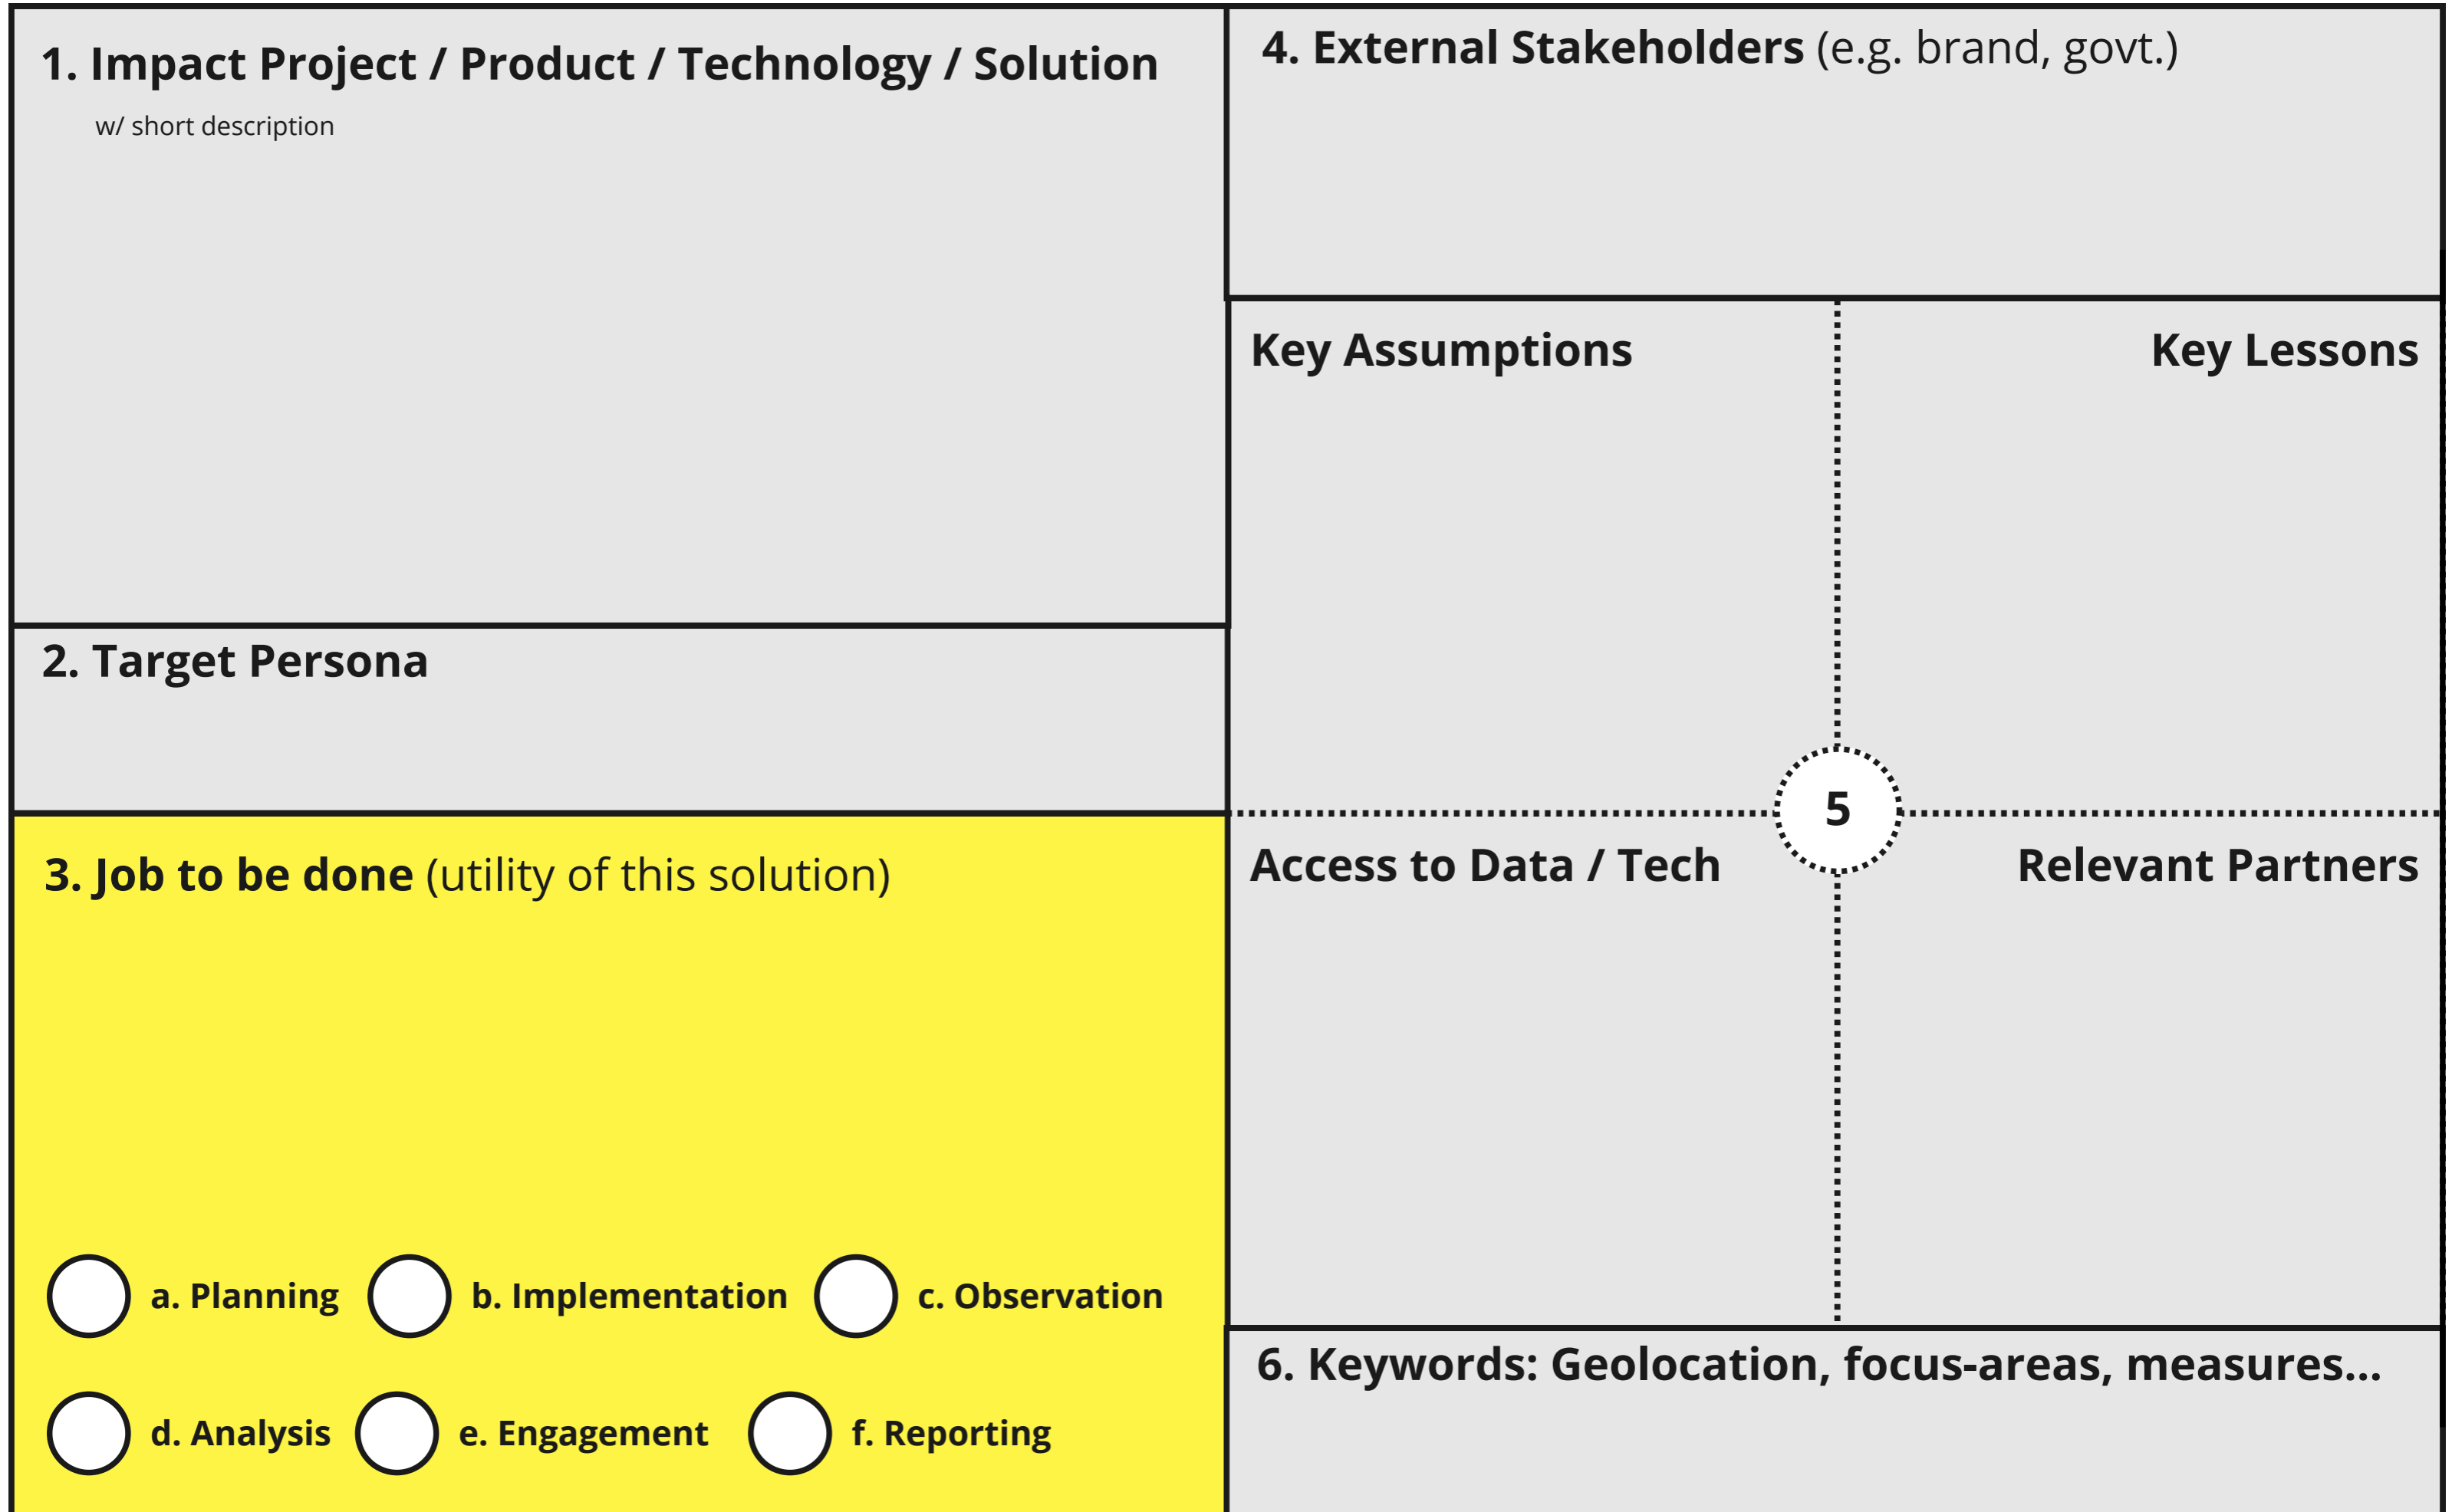 1. Impact Project / Product / Technology / Solution
w/ short description
2. Target Persona
3. Job to be done (utility of this solution)
a. Planning
b. Implementation
c. Observation
d. Analysis
e. Engagement
f. Reporting
4. External Stakeholders (e.g. brand, govt.)
Key Assumptions
Key Lessons
5
Access to Data / Tech
Relevant Partners
6. Keywords: Geolocation, focus-areas, measures...